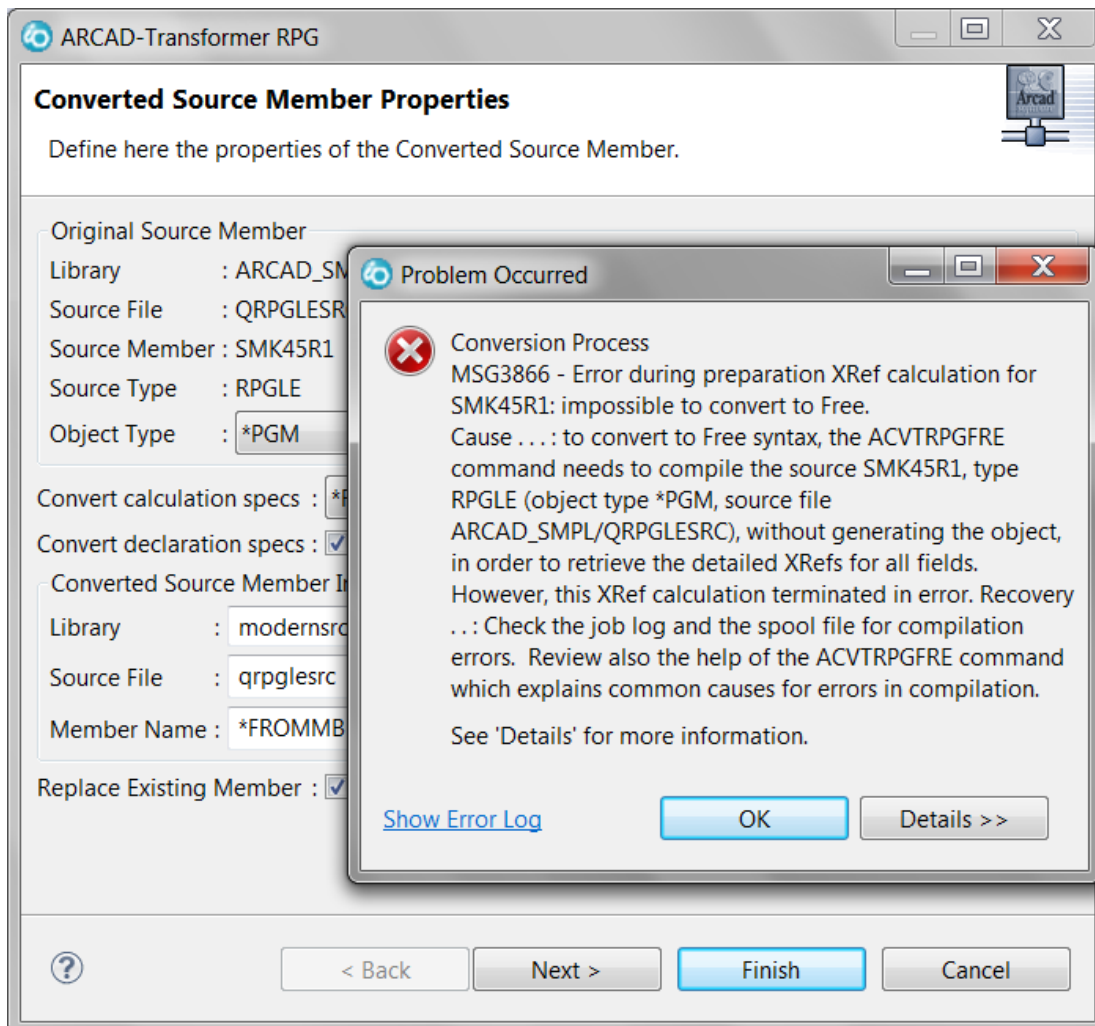 ARCAD-Transformer RPG
Converted Source Member Properties
Arcad
Define here the properties of the Converted Source Member.
Original Source Member
Library : ARCAD_SM
Source File : QRPGLESR
Source Member : SMK45R1
Source Type : RPGLE
Object Type : *PGM
Convert calculation specs :
Convert declaration specs :
Converted Source Member
Library : modernsrc
Source File : qrpglesrc
Member Name : *FROMMB
Replace Existing Member :
Problem Occurred
Conversion Process
MSG3866 - Error during preparation XRef calculation for
SMK45R1: impossible to convert to Free.
Cause . . . : to convert to Free syntax, the ACVTRPGFRE
command needs to compile the source SMK45R1, type
RPGLE (object type *PGM, source file
ARCAD_SMPL/QRPGLESRC), without generating the object,
in order to retrieve the detailed XRefs for all fields.
However, this XRef calculation terminated in error. Recovery
. . : Check the job log and the spool file for compilation
errors.  Review also the help of the ACVTRPGFRE command
which explains common causes for errors in compilation.
See 'Details' for more information.
Show Error Log
OK
Details >>
?
< Back
Next >
Finish
Cancel